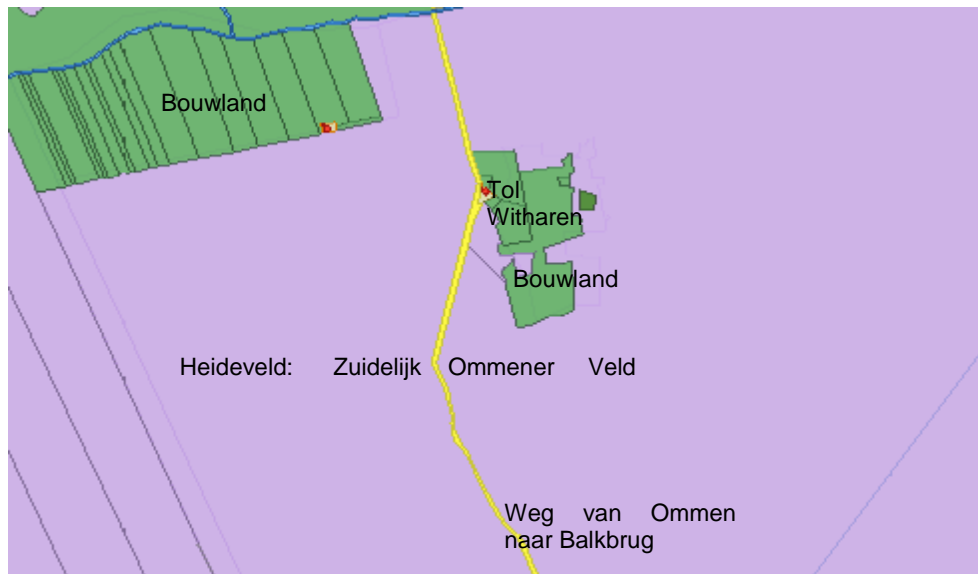 Bouwland
Tol
Witharen
Bouwland
Heideveld: Zuidelijk Ommener Veld
Weg van Ommen
naar Balkbrug